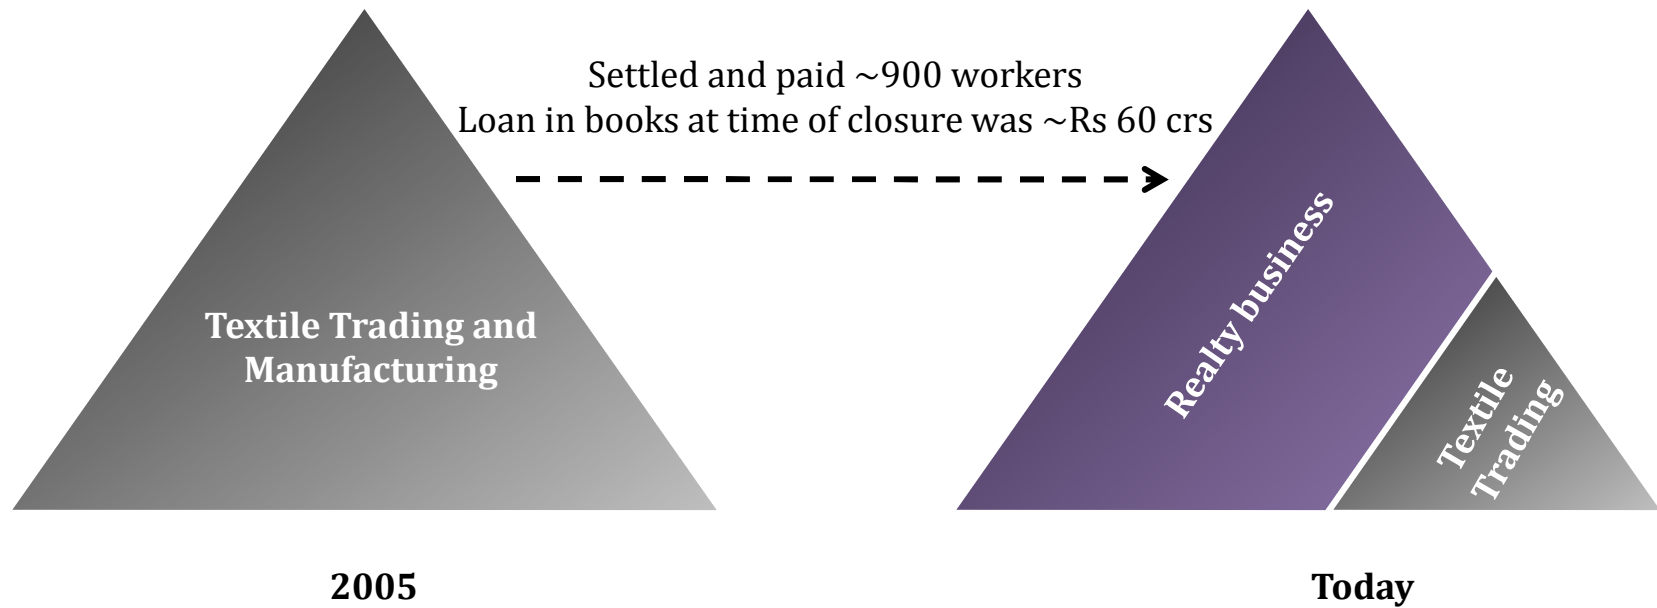 Settled and paid ~900 workers
Loan in books at time of closure was ~Rs 60 crs
Textile Trading and
Manufacturing
Realty business
Textile
Trading
2005
Today